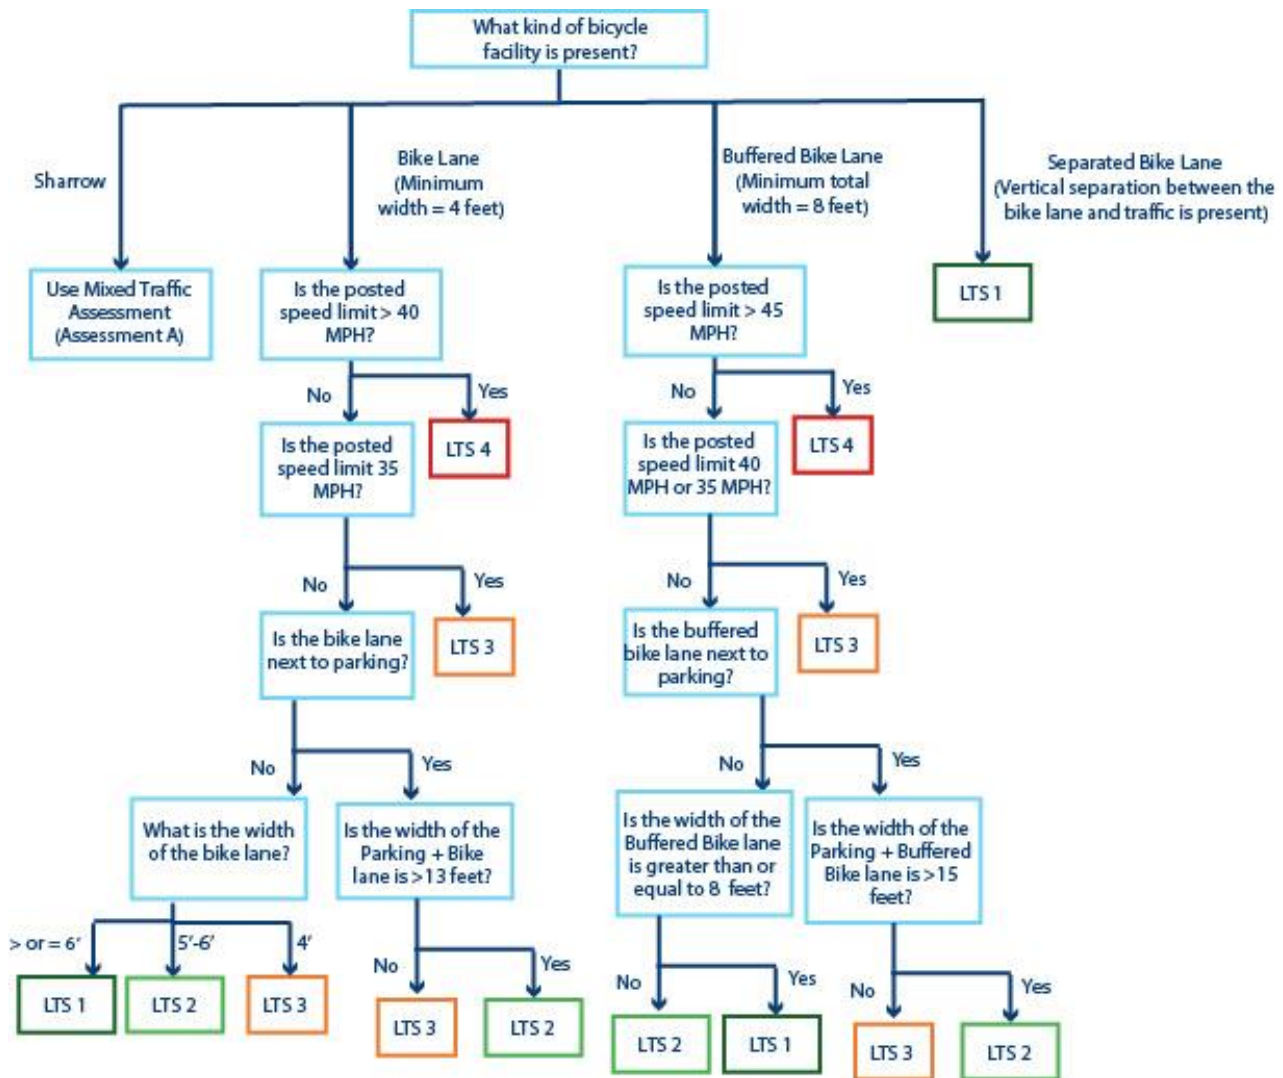 What kind of bicycle
facility is present?
Sharrow
Bike Lane
(Minimum
width = 4 feet)
Buffered Bike Lane
(Minimum total
width = 8 feet)
Separated Bike Lane
(Vertical separation between the
bike lane and traffic is present)
Use Mixed Traffic
Assessment
(Assessment A)
Is the posted
speed limit > 40
MPH?
Is the posted
speed limit > 45
MPH?
LTS 1
No
Yes
No
Yes
Is the posted
speed limit 35
MPH?
LTS 4
Is the posted
speed limit 40
MPH or 35 MPH?
LTS 4
No
Yes
No
Yes
Is the bike lane
next to parking?
LTS 3
Is the buffered
bike lane next to
parking?
LTS 3
No
Yes
No
Yes
What is the width
of the bike lane?
Is the width of the
Parking + Bike
lane is >13 feet?
Is the width of the
Buffered Bike lane
is greater than or
equal to 8 feet?
Is the width of the
Parking + Buffered
Bike lane is >15
feet?
> or = 6'
5'-6'
4'
No
Yes
No
Yes
No
Yes
LTS 1
LTS 2
LTS 3
LTS 3
LTS 2
LTS 2
LTS 1
LTS 3
LTS 2